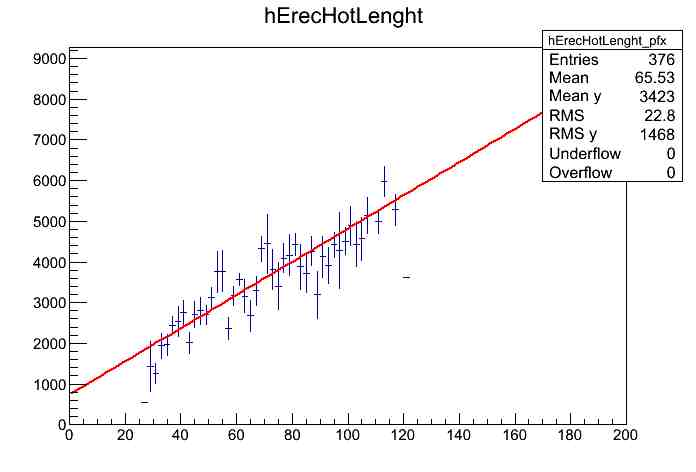 hErecHotLenght
hErecHotLenght_pfx
Entries 376
Mean 65.53
Mean y 3423
RMS 22.8
RMS y 1468
Underflow 0
Overflow 0
9000
8000
7000
6000
5000
4000
3000
2000
1000
0
0 20 40 60 80 100 120 140 160 180 200